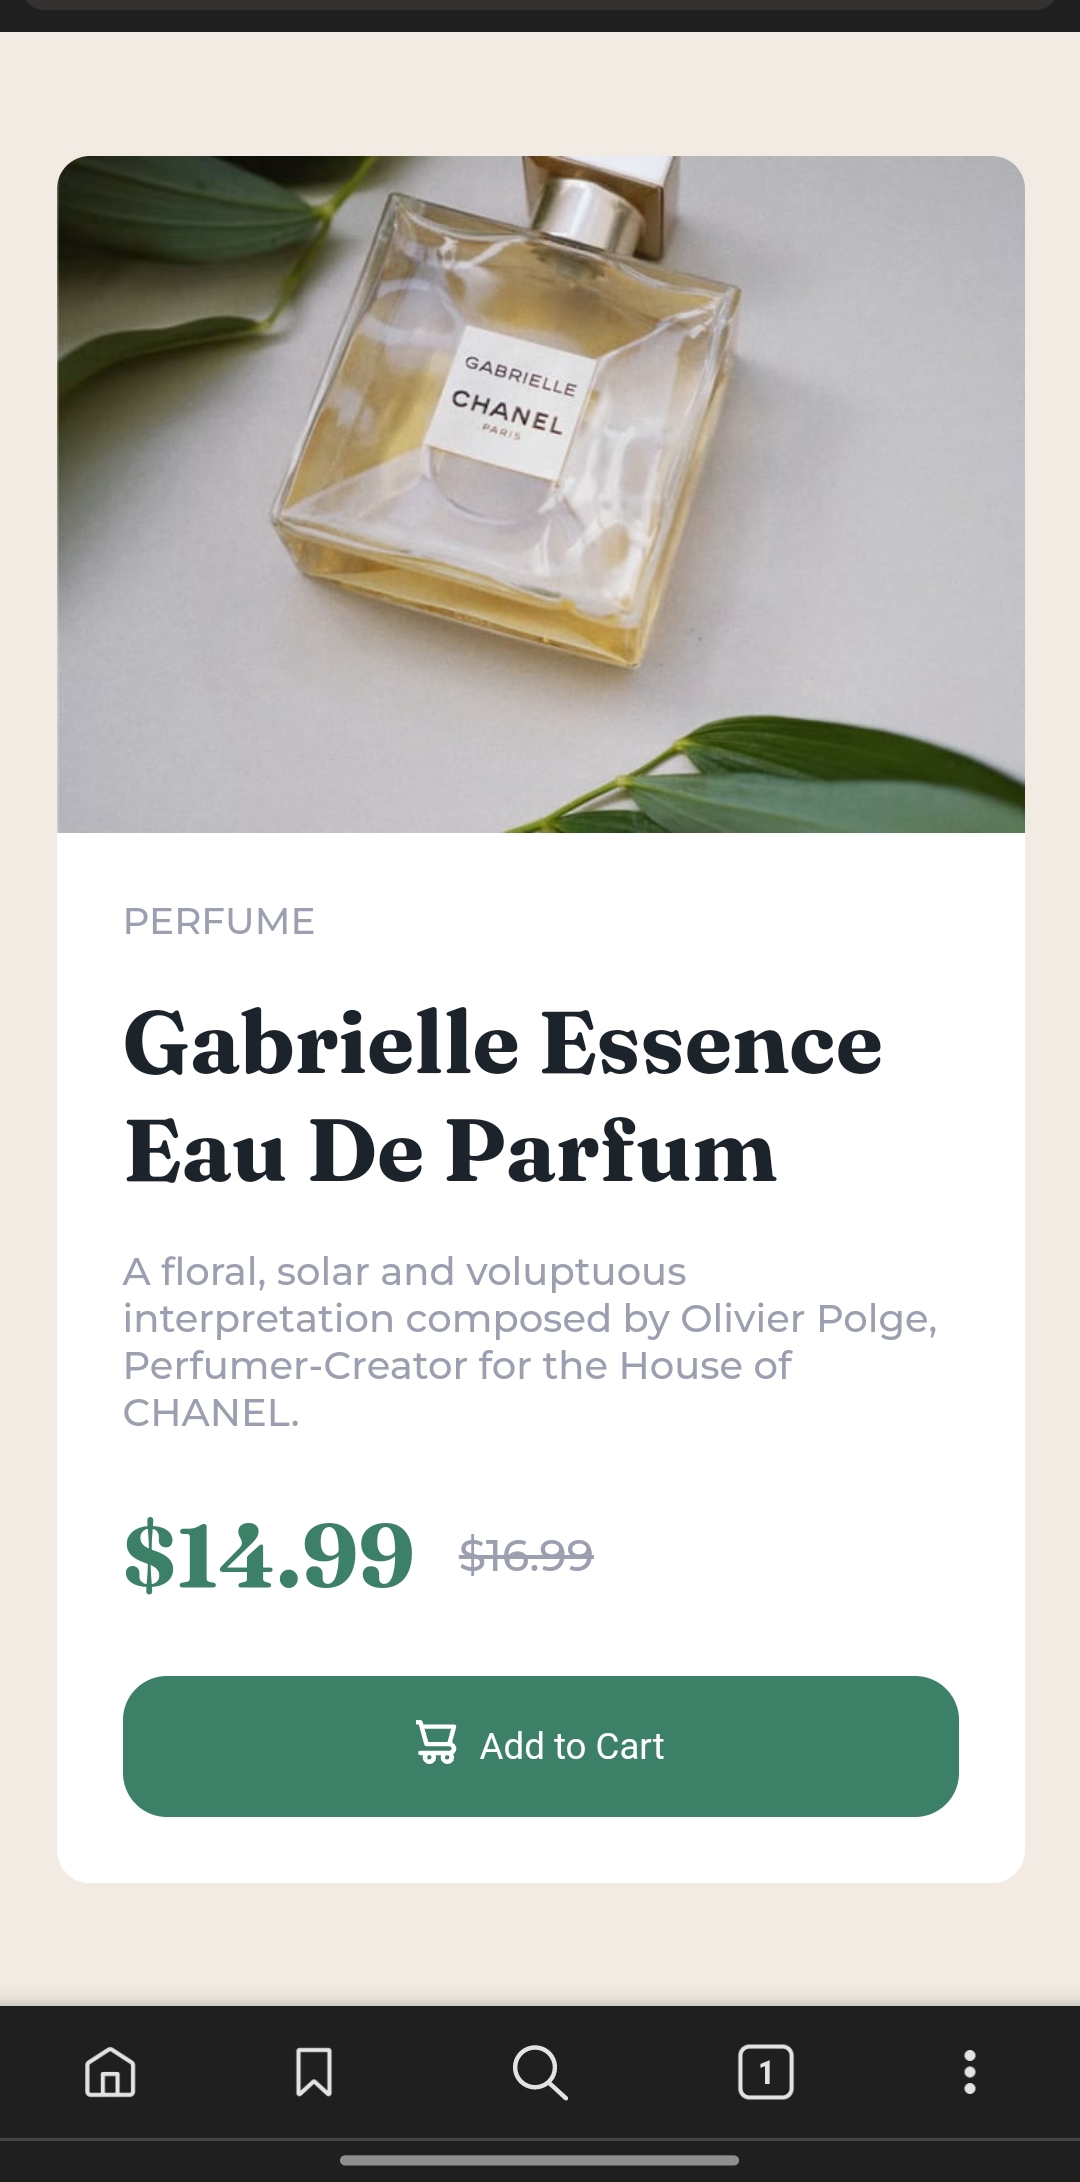 GABRIELLE
CHANEL
PARIS
PERFUME
Gabrielle Essence
Eau De Parfum
A floral, solar and voluptuous
interpretation composed by Olivier Polge,
Perfumer-Creator for the House of
CHANEL.
$14.99 $16.99
Add to Cart
1